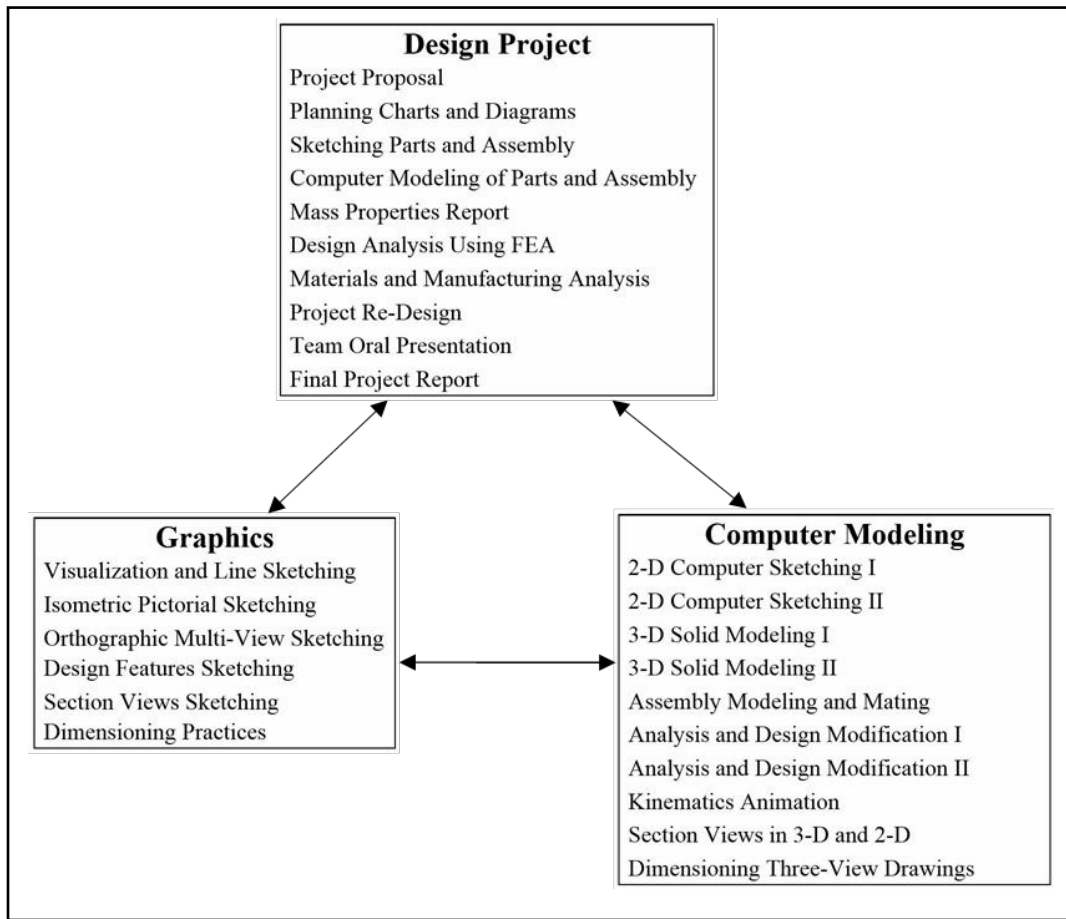 Design Project
Project Proposal
Planning Charts and Diagrams
Sketching Parts and Assembly
Computer Modeling of Parts and Assembly
Mass Properties Report
Design Analysis Using FEA
Materials and Manufacturing Analysis
Project Re-Design
Team Oral Presentation
Final Project Report
Graphics
Visualization and Line Sketching
Isometric Pictorial Sketching
Orthographic Multi-View Sketching
Design Features Sketching
Section Views Sketching
Dimensioning Practices
Computer Modeling
2-D Computer Sketching I
2-D Computer Sketching II
3-D Solid Modeling I
3-D Solid Modeling II
Assembly Modeling and Mating
Analysis and Design Modification I
Analysis and Design Modification II
Kinematics Animation
Section Views in 3-D and 2-D
Dimensioning Three-View Drawings